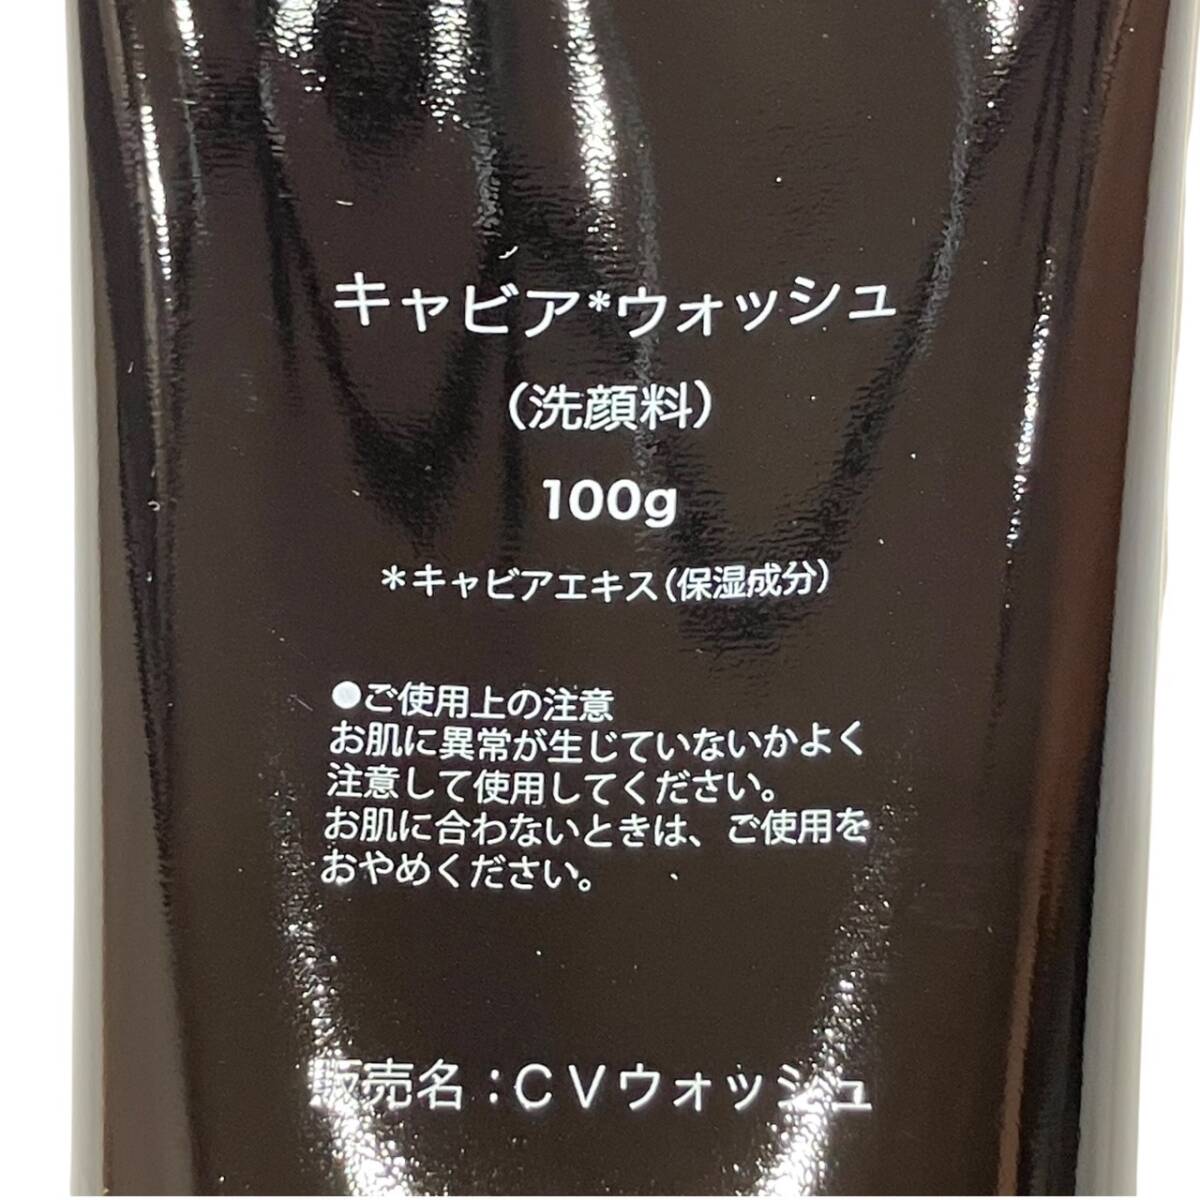 キャビア*ウォッシュ
（洗顔料）
100g
＊キャビアエキス（保湿成分）
●ご使用上の注意
お肌に異常が生じていないかよく
注意して使用してください。
お肌に合わないときは、ご使用を
おやめください。
販売名：ＣＶウォッシュ